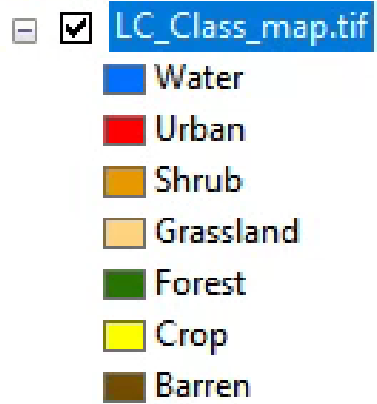 LC_Class_map.tif
Water
Urban
Shrub
Grassland
Forest
Crop
Barren